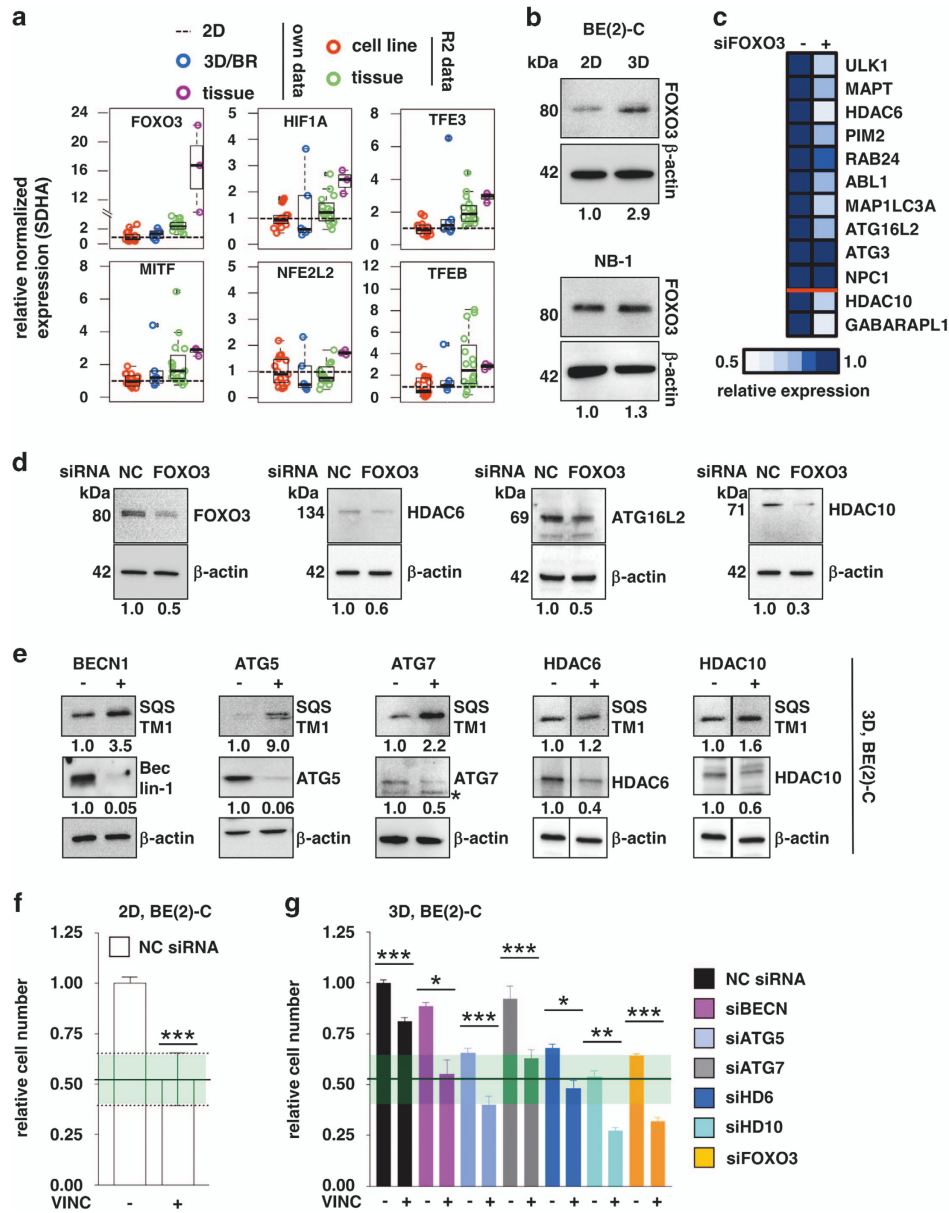 a
2D
3D/BR
tissue
own data
cell line
tissue
R2 data
relative normalized
expression (SDHA)
FOXO3
24
20
16
12
2
0
HIF1A
5
4
3
2
1
0
TFE3
8
6
4
2
0
MITF
8
6
4
2
0
NFE2L2
5
4
3
2
1
0
TFEB
12
10
8
6
4
2
0
b
BE(2)-C
kDa 2D 3D
80
FOXO3
42
β-actin
1.0 2.9
NB-1
80
FOXO3
42
β-actin
1.0 1.3
c
siFOXO3 - +
ULK1
MAPT
HDAC6
PIM2
RAB24
ABL1
MAP1LC3A
ATG16L2
ATG3
NPC1
HDAC10
GABARAPL1
0.5 1.0
relative expression
d
siRNA NC FOXO3
kDa
80 FOXO3
42 β-actin
1.0 0.5
siRNA NC FOXO3
kDa
134 HDAC6
42 β-actin
1.0 0.6
siRNA NC FOXO3
kDa
69 ATG16L2
42 β-actin
1.0 0.5
siRNA NC FOXO3
kDa
71 HDAC10
42 β-actin
1.0 0.3
e
BECN1
- +
SQS
TM1
1.0 3.5
Bec
lin-1
1.0 0.05
β-actin
ATG5
- +
SQS
TM1
1.0 9.0
ATG5
1.0 0.06
β-actin
ATG7
- +
SQS
TM1
1.0 2.2
ATG7
*
1.0 0.5
β-actin
HDAC6
- +
SQS
TM1
1.0 1.2
HDAC6
1.0 0.4
β-actin
HDAC10
- +
SQS
TM1
1.0 1.6
HDAC10
1.0 0.6
β-actin
3D, BE(2)-C
f
2D, BE(2)-C
NC siRNA
relative cell number
1.25
1.00
0.75
0.50
0.25
0.00
***
VINC - +
g
3D, BE(2)-C
relative cell number
1.25
1.00
0.75
0.50
0.25
0.00
*** * *** *** * ** ***
VINC - + - + - + - + - + - + - +
NC siRNA
siBECN
siATG5
siATG7
siHD6
siHD10
siFOXO3